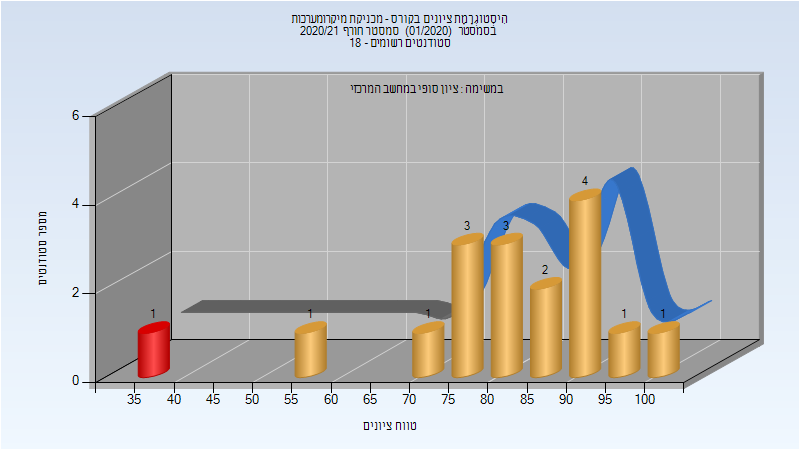 היסטוגרמת ציונים בקורס - מכניקת מיקרומערכות
בסמסטר (01/2020) סמסטר חורף 2020/21
סטודנטים רשומים - 18
במשימה : ציון סופי במחשב המרכזי
6
4
2
0
מספר סטודנטים
1
1
1
3
3
2
4
1
1
35 40 45 50 55 60 65 70 75 80 85 90 95 100
טווח ציונים